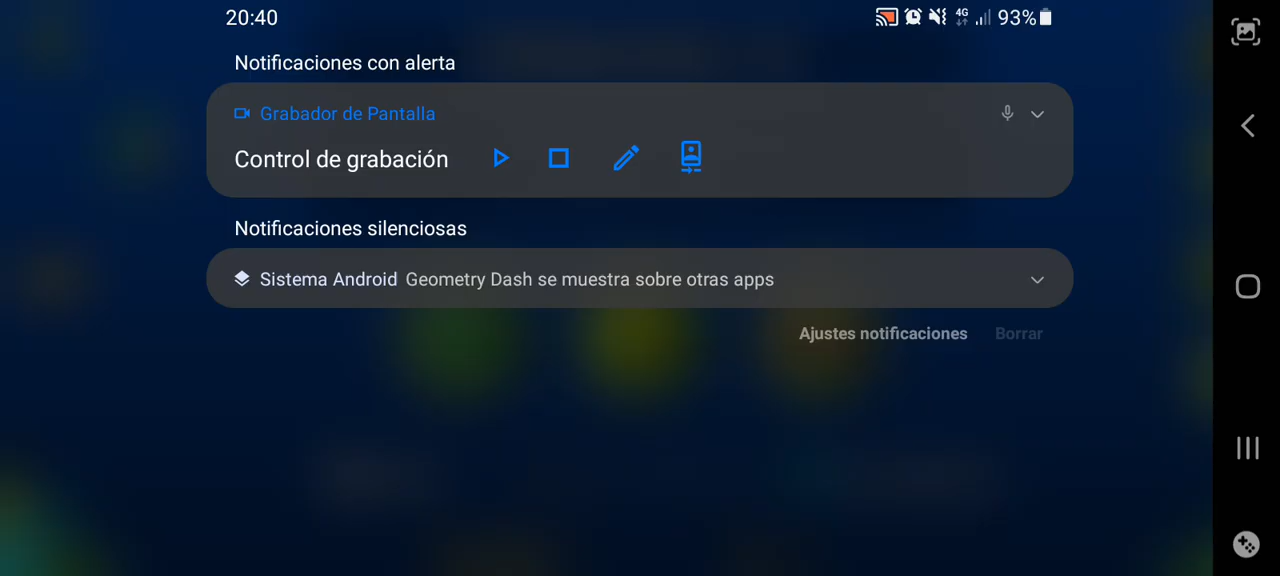 20:40
4G 93%
Notificaciones con alerta
Grabador de Pantalla
Control de grabación
Notificaciones silenciosas
Sistema Android Geometry Dash se muestra sobre otras apps
Ajustes notificaciones Borrar